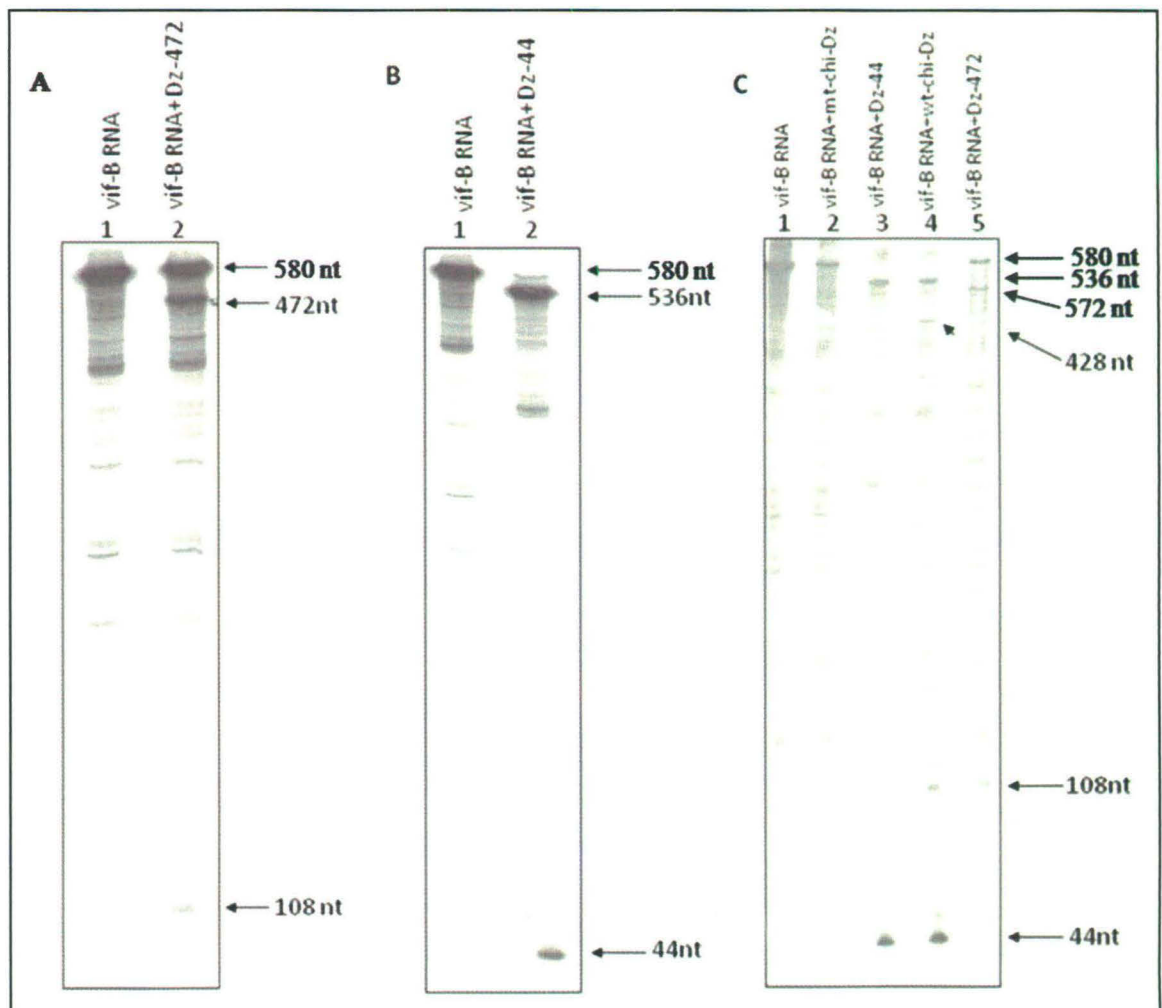 A
vif-B RNA
vif-B RNA+Dz-472
1 2
580 nt
472nt
108 nt
B
vif-B RNA
vif-B RNA+Dz-44
1 2
580 nt
536nt
44nt
C
vif-B RNA
vif-B RNA+mt-chi-Dz
vif-B RNA+Dz-44
vif-B RNA+wt-chi-Dz
vif-B RNA+Dz-472
1 2 3 4 5
580 nt
536 nt
572 nt
428 nt
108nt
44nt